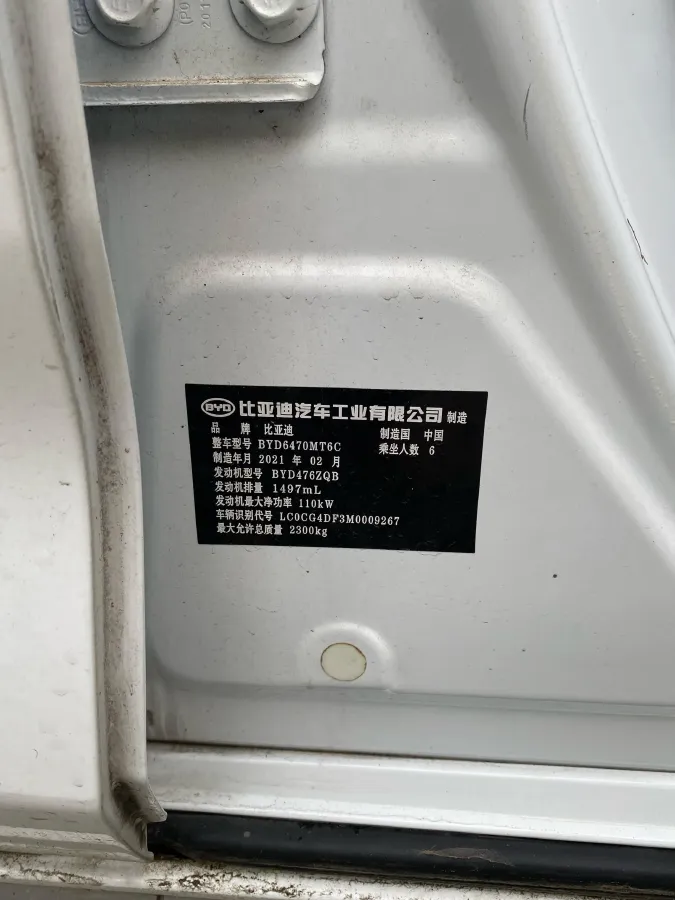 BYD 比亚迪汽车工业有限公司 制造
品 牌 比亚迪 制造国 中国
整车型号 BYD6470MT6C 乘坐人数 6
制造年月 2021 年 02 月
发动机型号 BYD476ZQB
发动机排量 1497mL
发动机最大净功率 110kW
车辆识别代号 LC0CG4DF3M0009267
最大允许总质量 2300kg